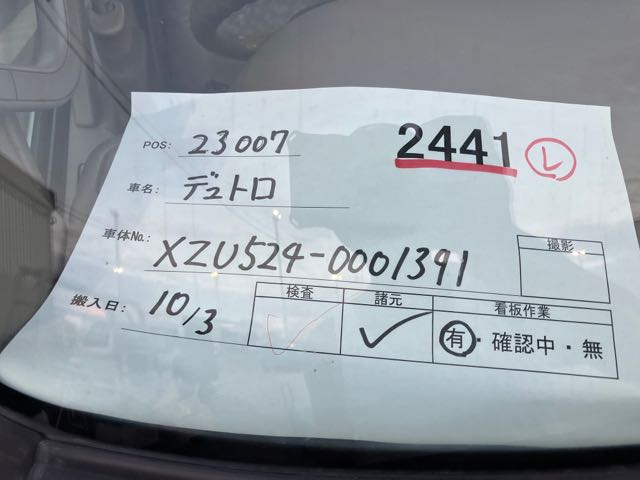 POS: 23007
2441 レ
車名: デュトロ
車体No.: XZU524-0001391
撮影
搬入日: 10/3
検査 諸元 看板作業
有・確認中・無